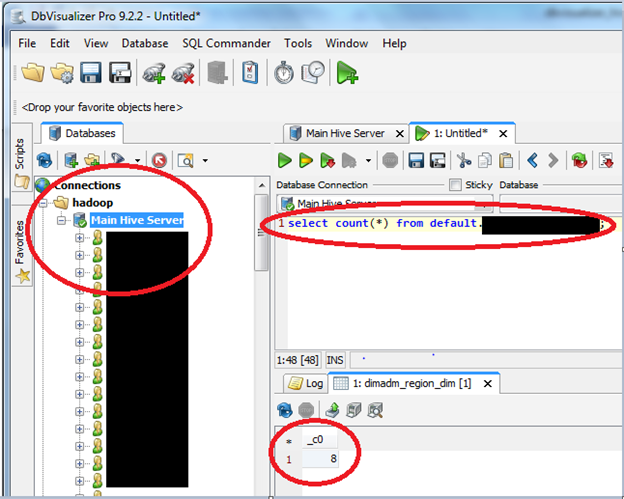 DbVisualizer Pro 9.2.2 - Untitled*
File Edit View Database SQL Commander Tools Window Help
<Drop your favorite objects here>
Scripts
Favorites
Databases
Connections
hadoop
Main Hive Server
Main Hive Server
1: Untitled*
Database Connection Sticky Database
Main Hive Server
1 select count(*) from default. ;
1:48 [48] INS
Log 1: dimadm_region_dim [1]
* _c0
1 8